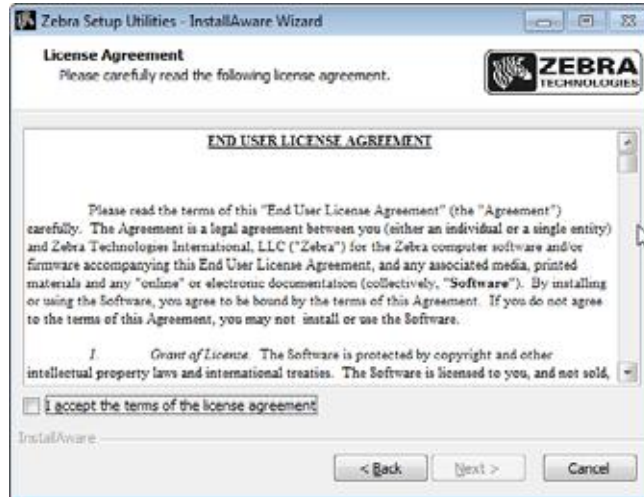 Zebra Setup Utilities - InstallAware Wizard
License Agreement
Please carefully read the following license agreement.
ZEBRA
TECHNOLOGIES
END USER LICENSE AGREEMENT
Please read the terms of this "End User License Agreement" (the "Agreement")
carefully. The Agreement is a legal agreement between you (either an individual or a single entity)
and Zebra Technologies International, LLC ("Zebra") for the Zebra computer software and/or
firmware accompanying this End User License Agreement, and any associated media, printed
materials and any "online" or electronic documentation (collectively, "Software"). By installing
or using the Software, you agree to be bound by the terms of this Agreement. If you do not agree
to the terms of this Agreement, you may not install or use the Software.
1. Grant of License. The Software is protected by copyright and other
intellectual property laws and international treaties. The Software is licensed to you, and not sold,
I accept the terms of the license agreement
InstallAware
< Back Next > Cancel